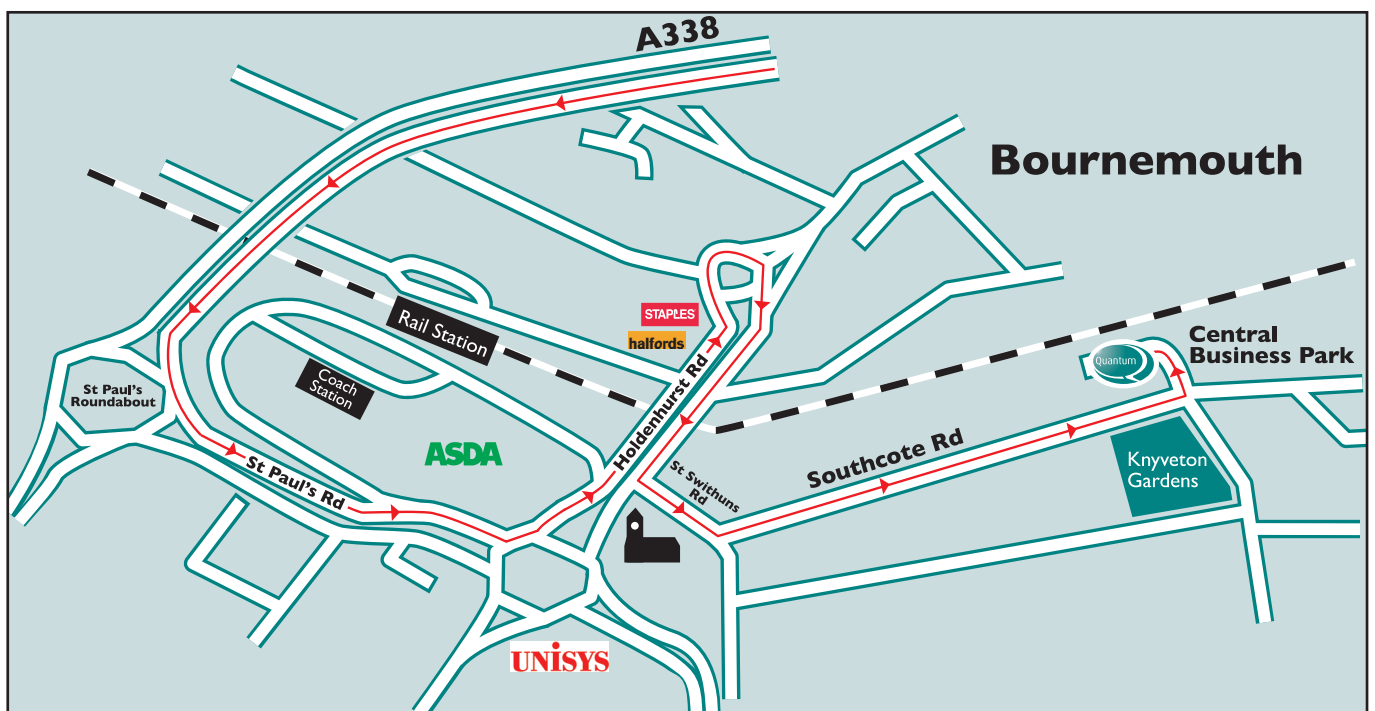 A338
Bournemouth
STAPLES
halfords
Rail Station
Coach
Station
Holdenhurst Rd
Central
Business Park
Quantum
St Paul's
Roundabout
ASDA
St Paul's Rd
St Swithuns
Rd
Southcote Rd
Knyveton
Gardens
UNiSYS